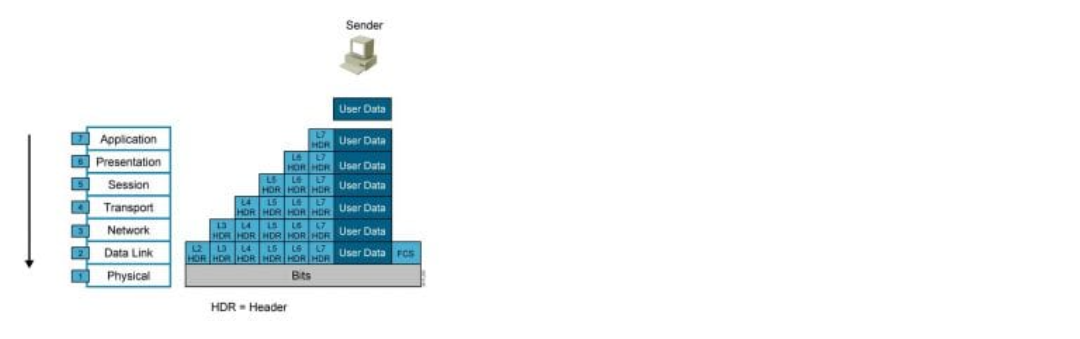 Sender
User Data
7 Application L7 HDR User Data
6 Presentation L6 HDR L7 HDR User Data
5 Session L5 HDR L6 HDR L7 HDR User Data
4 Transport L4 HDR L5 HDR L6 HDR L7 HDR User Data
3 Network L3 HDR L4 HDR L5 HDR L6 HDR L7 HDR User Data
2 Data Link L2 HDR L3 HDR L4 HDR L5 HDR L6 HDR L7 HDR User Data FCS
1 Physical Bits
HDR = Header